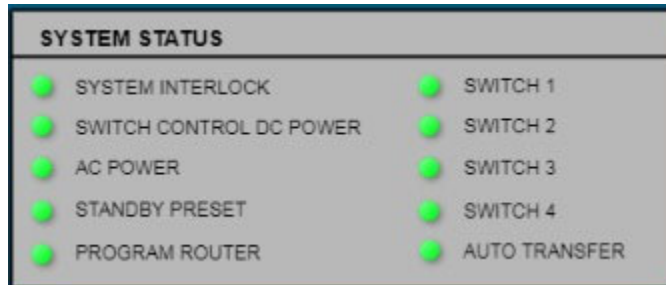 SYSTEM STATUS
SYSTEM INTERLOCK
SWITCH CONTROL DC POWER
AC POWER
STANDBY PRESET
PROGRAM ROUTER
SWITCH 1
SWITCH 2
SWITCH 3
SWITCH 4
AUTO TRANSFER